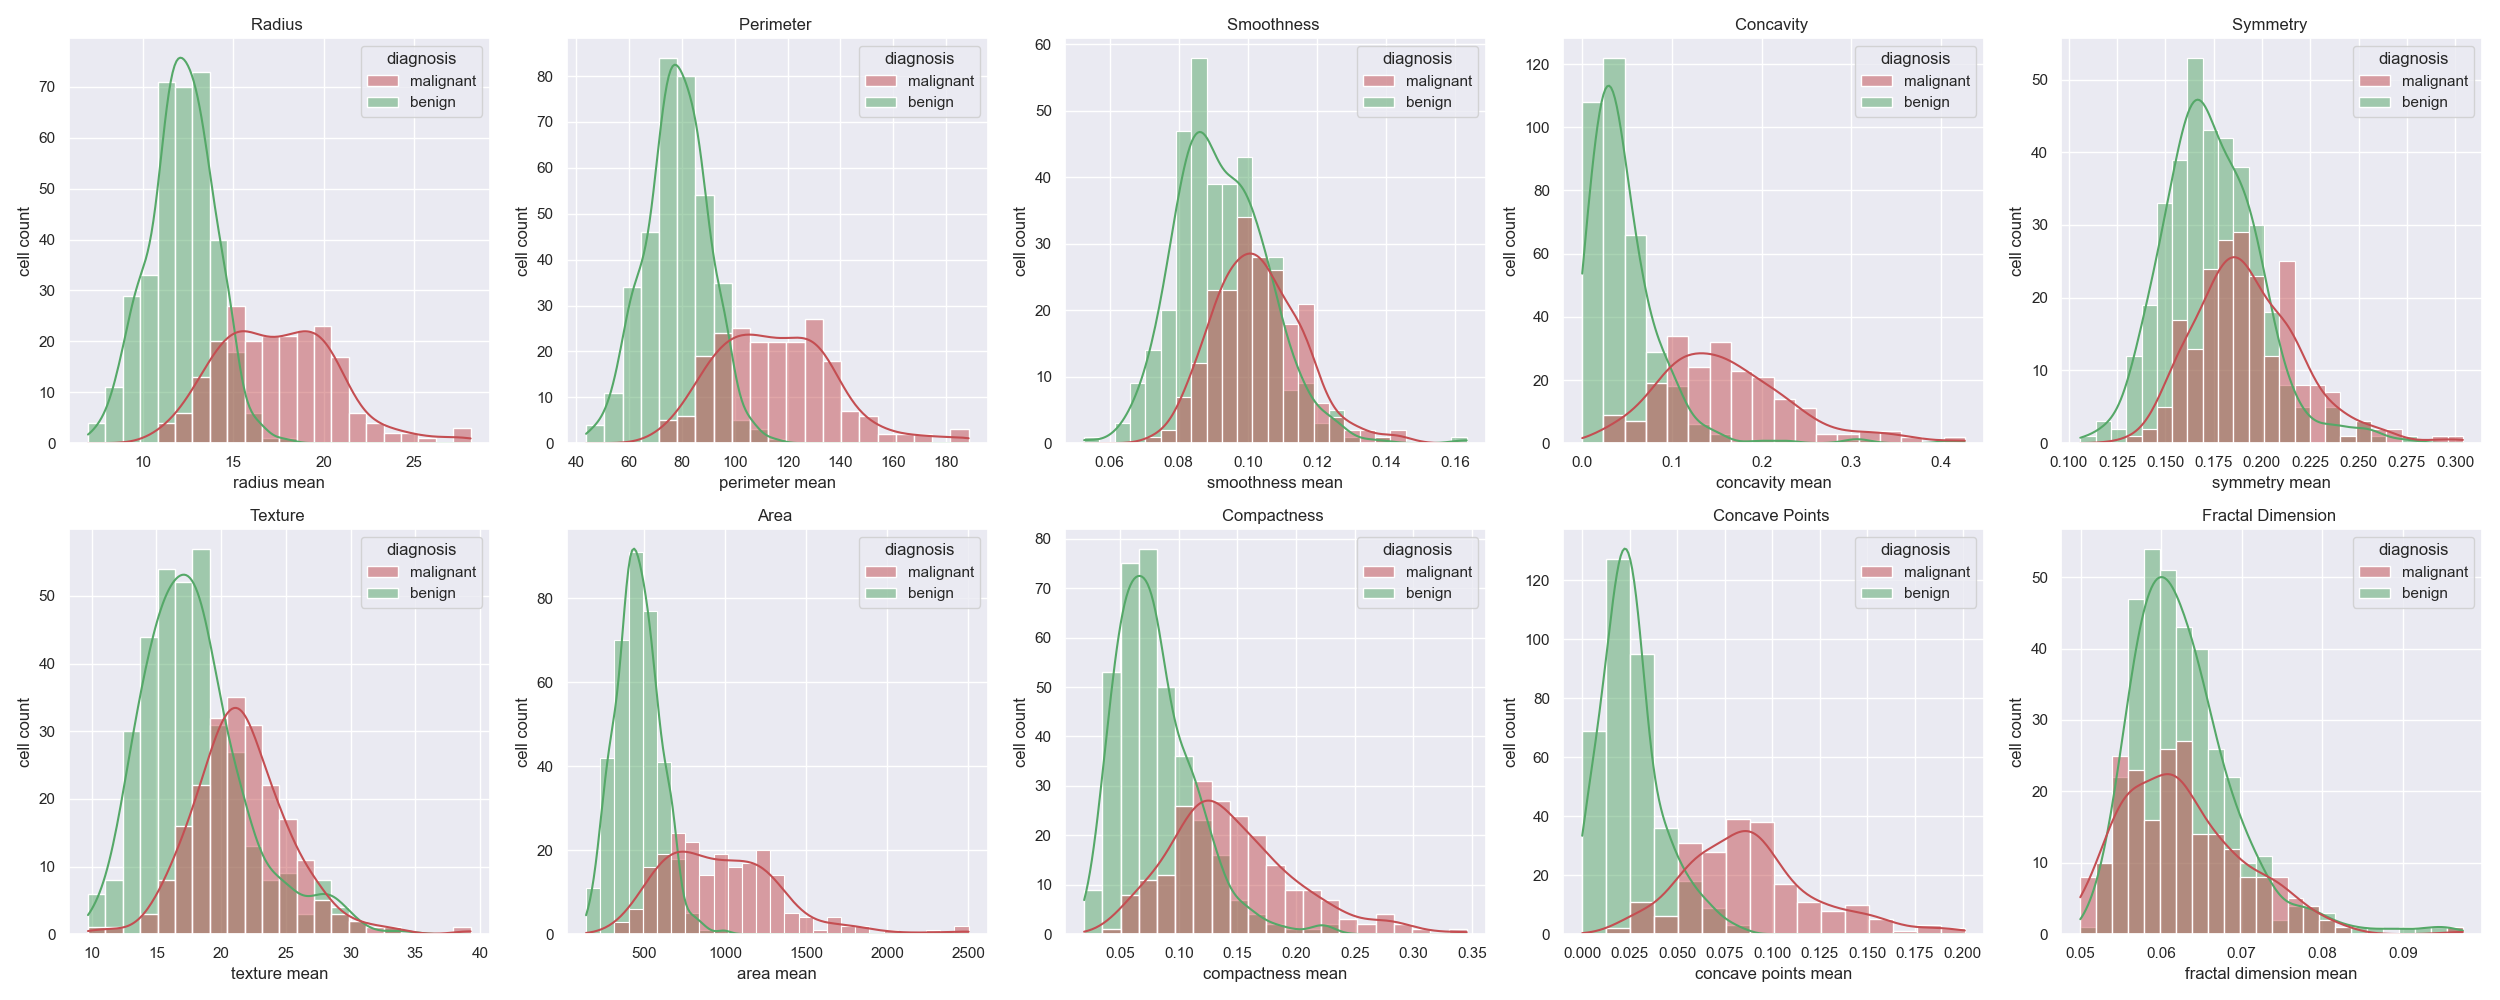 Radius
diagnosis
malignant
benign
cell count
0 10 20 30 40 50 60 70
10 15 20 25
radius mean
Perimeter
diagnosis
malignant
benign
cell count
0 10 20 30 40 50 60 70 80
40 60 80 100 120 140 160 180
perimeter mean
Smoothness
diagnosis
malignant
benign
cell count
0 10 20 30 40 50 60
0.06 0.08 0.10 0.12 0.14 0.16
smoothness mean
Concavity
diagnosis
malignant
benign
cell count
0 20 40 60 80 100 120
0.0 0.1 0.2 0.3 0.4
concavity mean
Symmetry
diagnosis
malignant
benign
cell count
0 10 20 30 40 50
0.100 0.125 0.150 0.175 0.200 0.225 0.250 0.275 0.300
symmetry mean
Texture
diagnosis
malignant
benign
cell count
0 10 20 30 40 50
10 15 20 25 30 35 40
texture mean
Area
diagnosis
malignant
benign
cell count
0 20 40 60 80
500 1000 1500 2000 2500
area mean
Compactness
diagnosis
malignant
benign
cell count
0 10 20 30 40 50 60 70 80
0.05 0.10 0.15 0.20 0.25 0.30 0.35
compactness mean
Concave Points
diagnosis
malignant
benign
cell count
0 20 40 60 80 100 120
0.000 0.025 0.050 0.075 0.100 0.125 0.150 0.175 0.200
concave points mean
Fractal Dimension
diagnosis
malignant
benign
cell count
0 10 20 30 40 50
0.05 0.06 0.07 0.08 0.09
fractal dimension mean